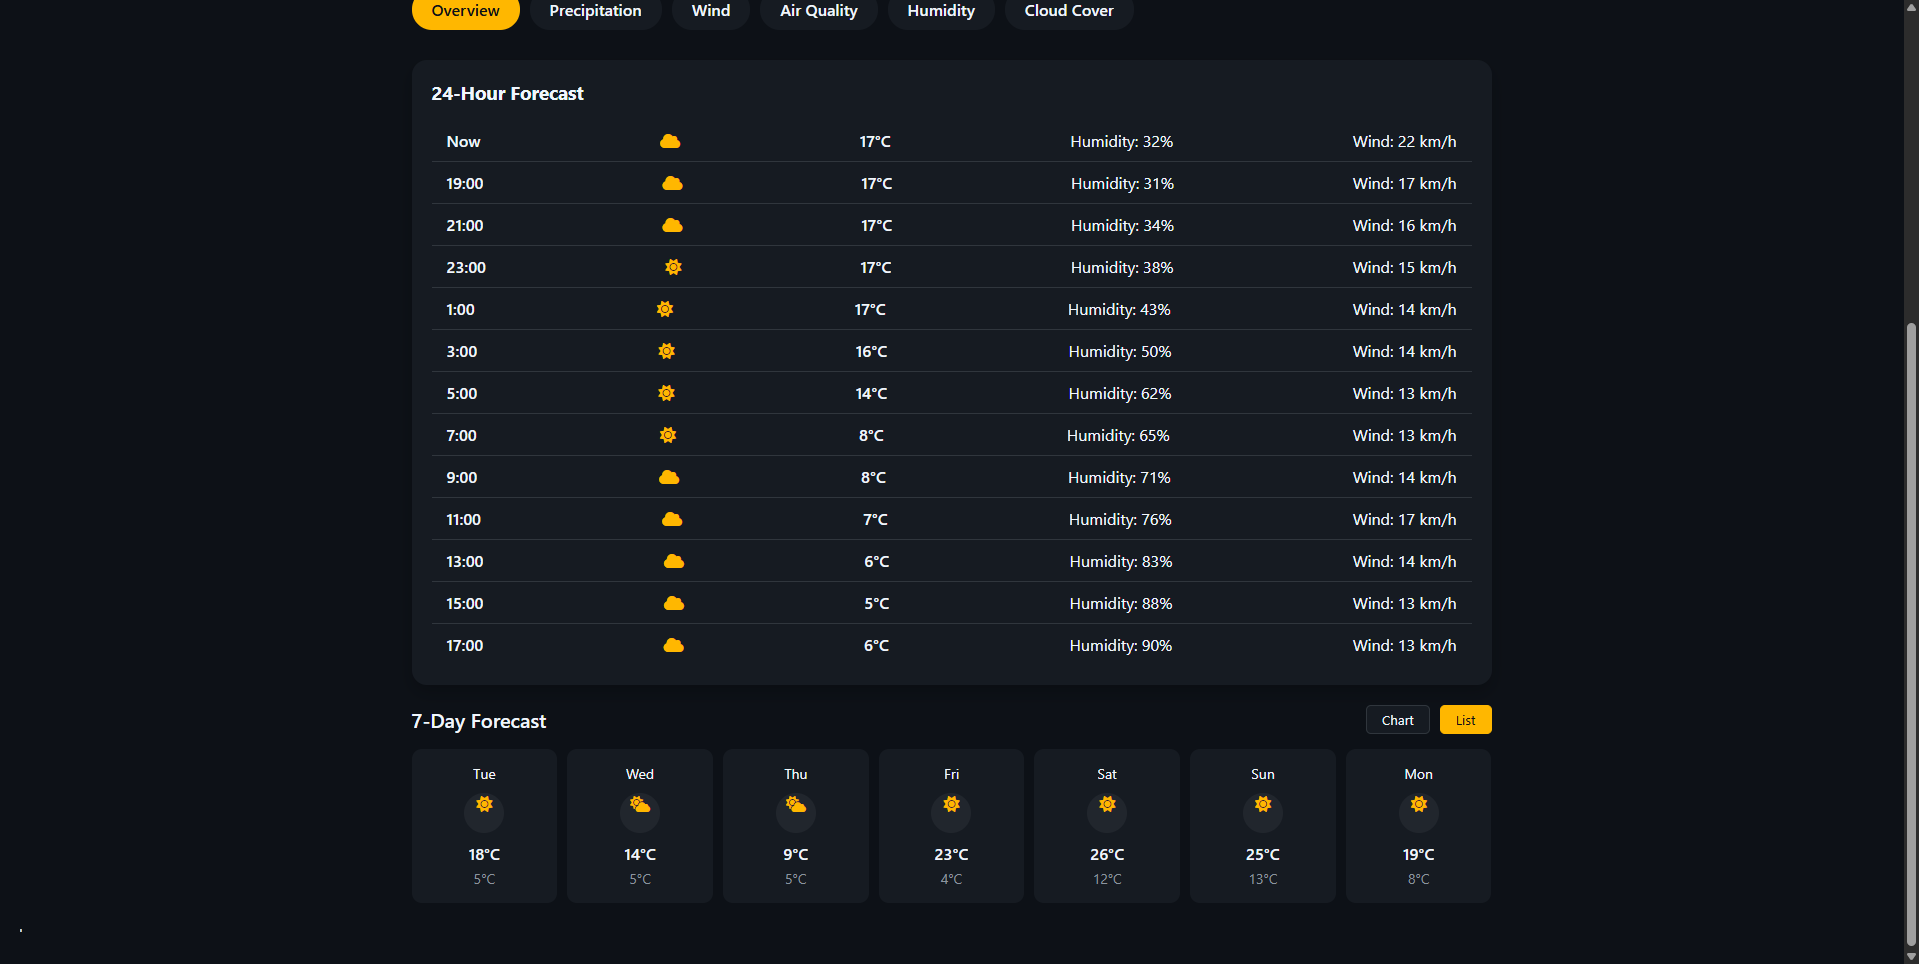 Overview Precipitation Wind Air Quality Humidity Cloud Cover
24-Hour Forecast
Now 17°C Humidity: 32% Wind: 22 km/h
19:00 17°C Humidity: 31% Wind: 17 km/h
21:00 17°C Humidity: 34% Wind: 16 km/h
23:00 17°C Humidity: 38% Wind: 15 km/h
1:00 17°C Humidity: 43% Wind: 14 km/h
3:00 16°C Humidity: 50% Wind: 14 km/h
5:00 14°C Humidity: 62% Wind: 13 km/h
7:00 8°C Humidity: 65% Wind: 13 km/h
9:00 8°C Humidity: 71% Wind: 14 km/h
11:00 7°C Humidity: 76% Wind: 17 km/h
13:00 6°C Humidity: 83% Wind: 14 km/h
15:00 5°C Humidity: 88% Wind: 13 km/h
17:00 6°C Humidity: 90% Wind: 13 km/h
7-Day Forecast Chart List
Tue Wed Thu Fri Sat Sun Mon
18°C 14°C 9°C 23°C 26°C 25°C 19°C
5°C 5°C 5°C 4°C 12°C 13°C 8°C
.